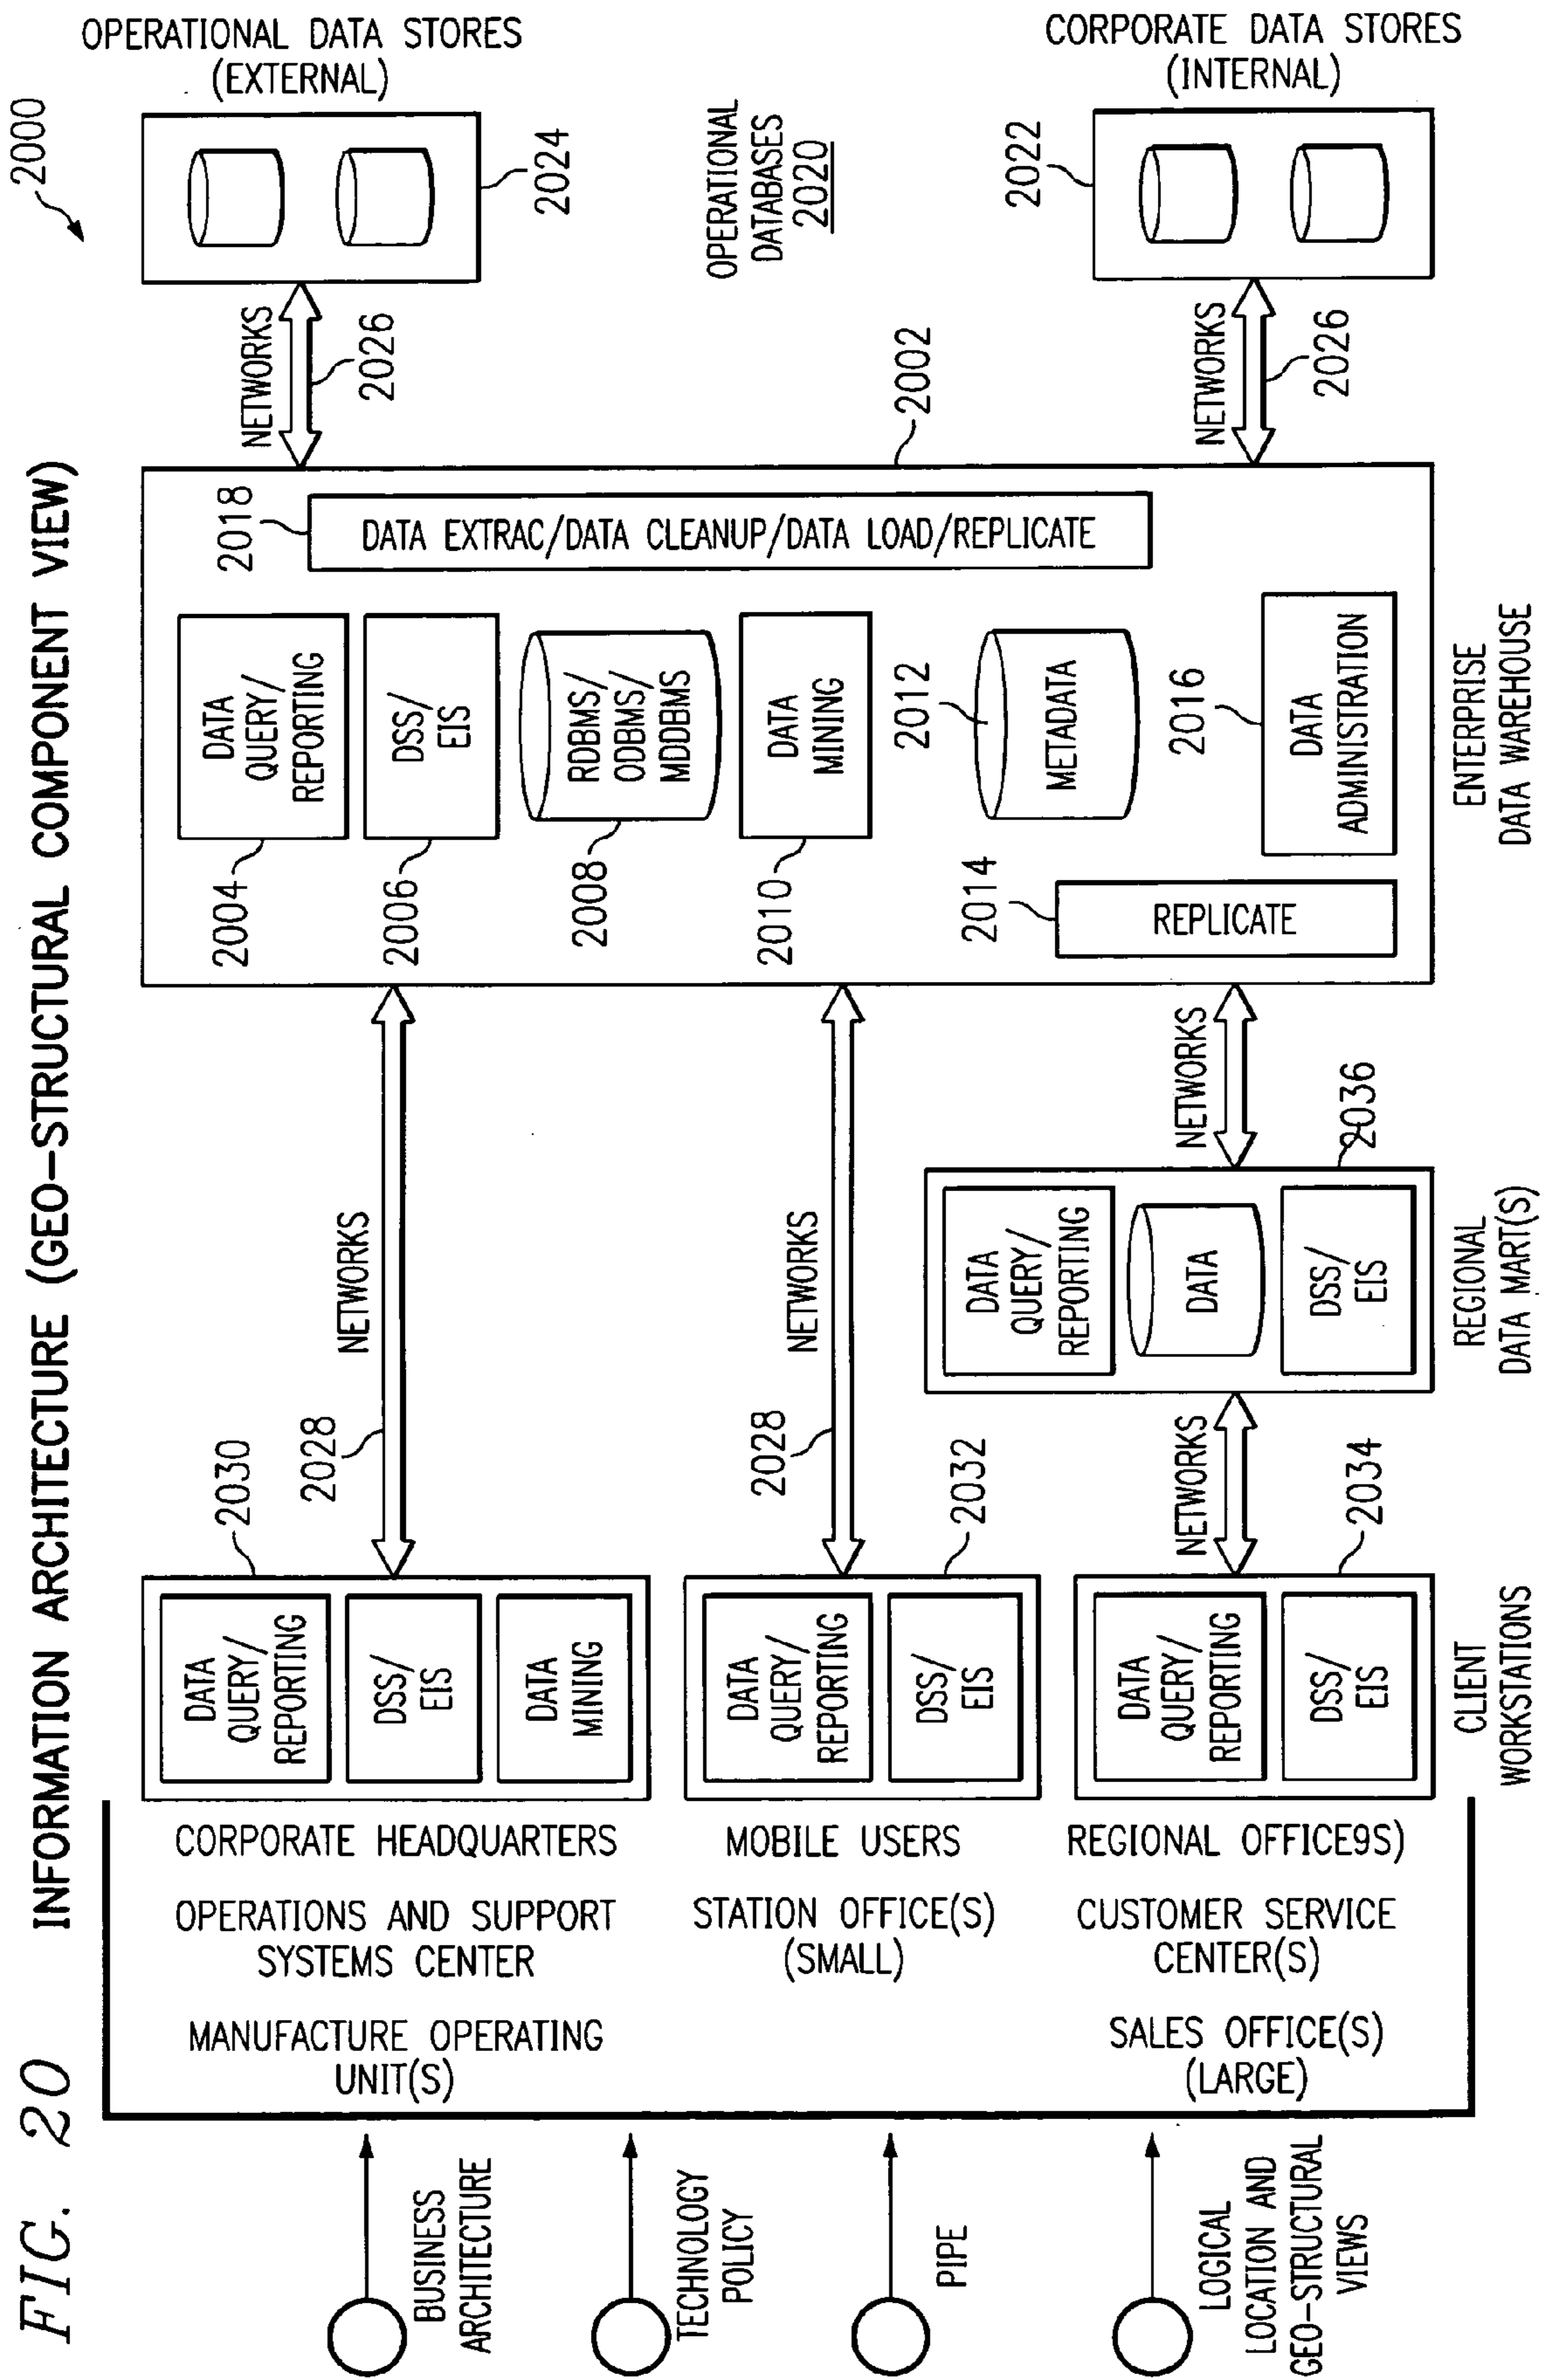 FIG. 20
INFORMATION ARCHITECTURE (GEO-STRUCTURAL COMPONENT VIEW)
2000
BUSINESS
ARCHITECTURE
TECHNOLOGY
POLICY
PIPE
LOGICAL
LOCATION AND
GEO-STRUCTURAL
VIEWS
CORPORATE HEADQUARTERS
OPERATIONS AND SUPPORT
SYSTEMS CENTER
MANUFACTURE OPERATING
UNIT(S)
MOBILE USERS
STATION OFFICE(S)
(SMALL)
REGIONAL OFFICE9S)
CUSTOMER SERVICE
CENTER(S)
SALES OFFICE(S)
(LARGE)
2030
DATA
QUERY/
REPORTING
DSS/
EIS
DATA
MINING
2032
DATA
QUERY/
REPORTING
DSS/
EIS
2034
DATA
QUERY/
REPORTING
DSS/
EIS
CLIENT
WORKSTATIONS
2028
NETWORKS
2028
NETWORKS
NETWORKS
2036
DATA
QUERY/
REPORTING
DATA
DSS/
EIS
REGIONAL
DATA MART(S)
NETWORKS
2002
2004
DATA
QUERY/
REPORTING
2006
DSS/
EIS
2008
RDBMS/
ODBMS/
MDDBMS
2010
DATA
MINING
2012
METADATA
2014
REPLICATE
2016
DATA
ADMINISTRATION
2018
DATA EXTRAC/DATA CLEANUP/DATA LOAD/REPLICATE
ENTERPRISE
DATA WAREHOUSE
NETWORKS
2026
NETWORKS
2026
OPERATIONAL DATA STORES
(EXTERNAL)
2024
OPERATIONAL
DATABASES
2020
CORPORATE DATA STORES
(INTERNAL)
2022